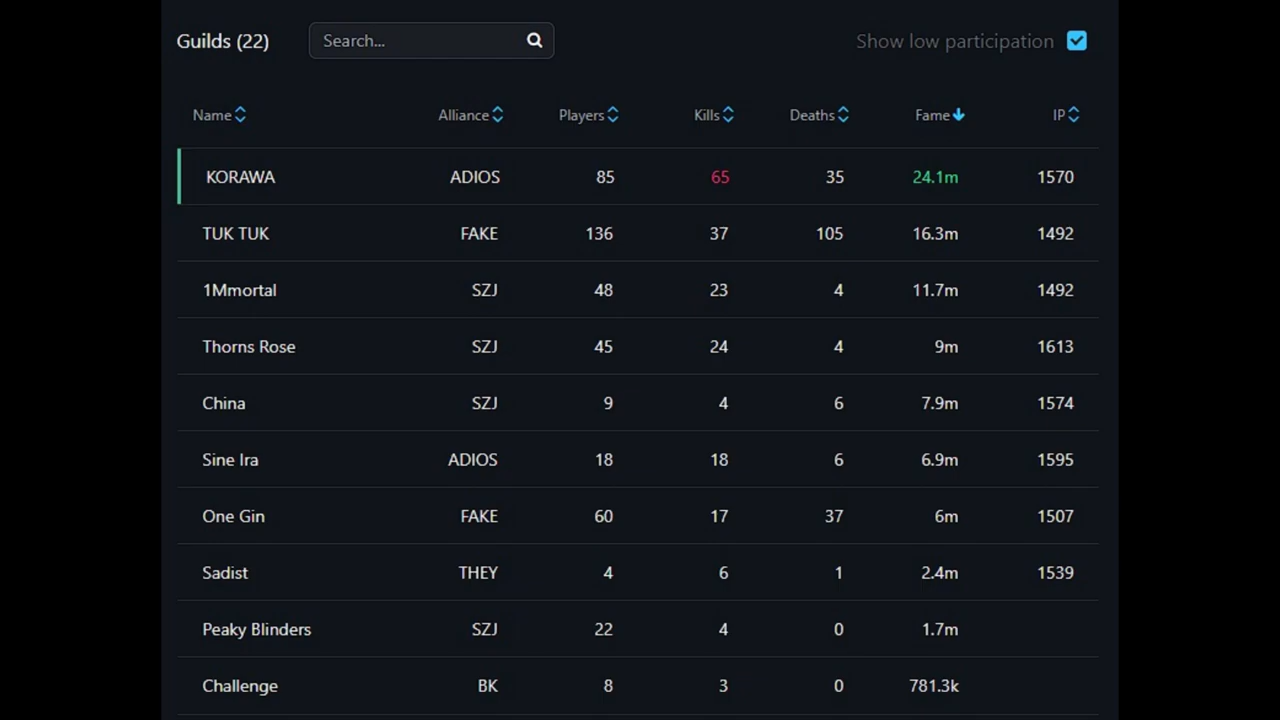 Guilds (22) Search... Show low participation
Name Alliance Players Kills Deaths Fame IP
KORAWA ADIOS 85 65 35 24.1m 1570
TUK TUK FAKE 136 37 105 16.3m 1492
1Mmortal SZJ 48 23 4 11.7m 1492
Thorns Rose SZJ 45 24 4 9m 1613
China SZJ 9 4 6 7.9m 1574
Sine Ira ADIOS 18 18 6 6.9m 1595
One Gin FAKE 60 17 37 6m 1507
Sadist THEY 4 6 1 2.4m 1539
Peaky Blinders SZJ 22 4 0 1.7m
Challenge BK 8 3 0 781.3k